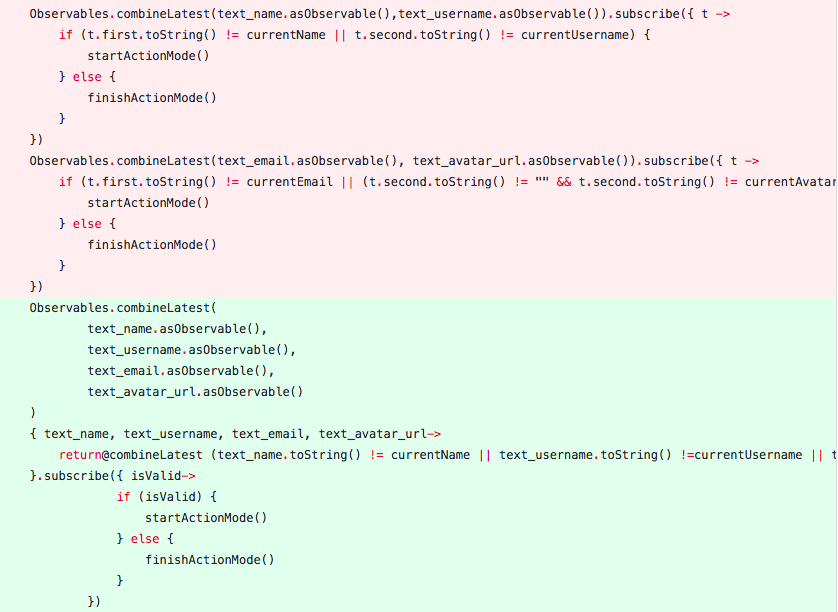 Observables.combineLatest(text_name.asObservable(),text_username.asObservable()).subscribe({ t ->
if (t.first.toString() != currentName || t.second.toString() != currentUsername) {
startActionMode()
} else {
finishActionMode()
}
})
Observables.combineLatest(text_email.asObservable(), text_avatar_url.asObservable()).subscribe({ t ->
if (t.first.toString() != currentEmail || (t.second.toString() != "" && t.second.toString() != currentAvatar
startActionMode()
} else {
finishActionMode()
}
})
Observables.combineLatest(
text_name.asObservable(),
text_username.asObservable(),
text_email.asObservable(),
text_avatar_url.asObservable()
)
{ text_name, text_username, text_email, text_avatar_url->
return@combineLatest (text_name.toString() != currentName || text_username.toString() !=currentUsername || t
}.subscribe({ isValid->
if (isValid) {
startActionMode()
} else {
finishActionMode()
}
})